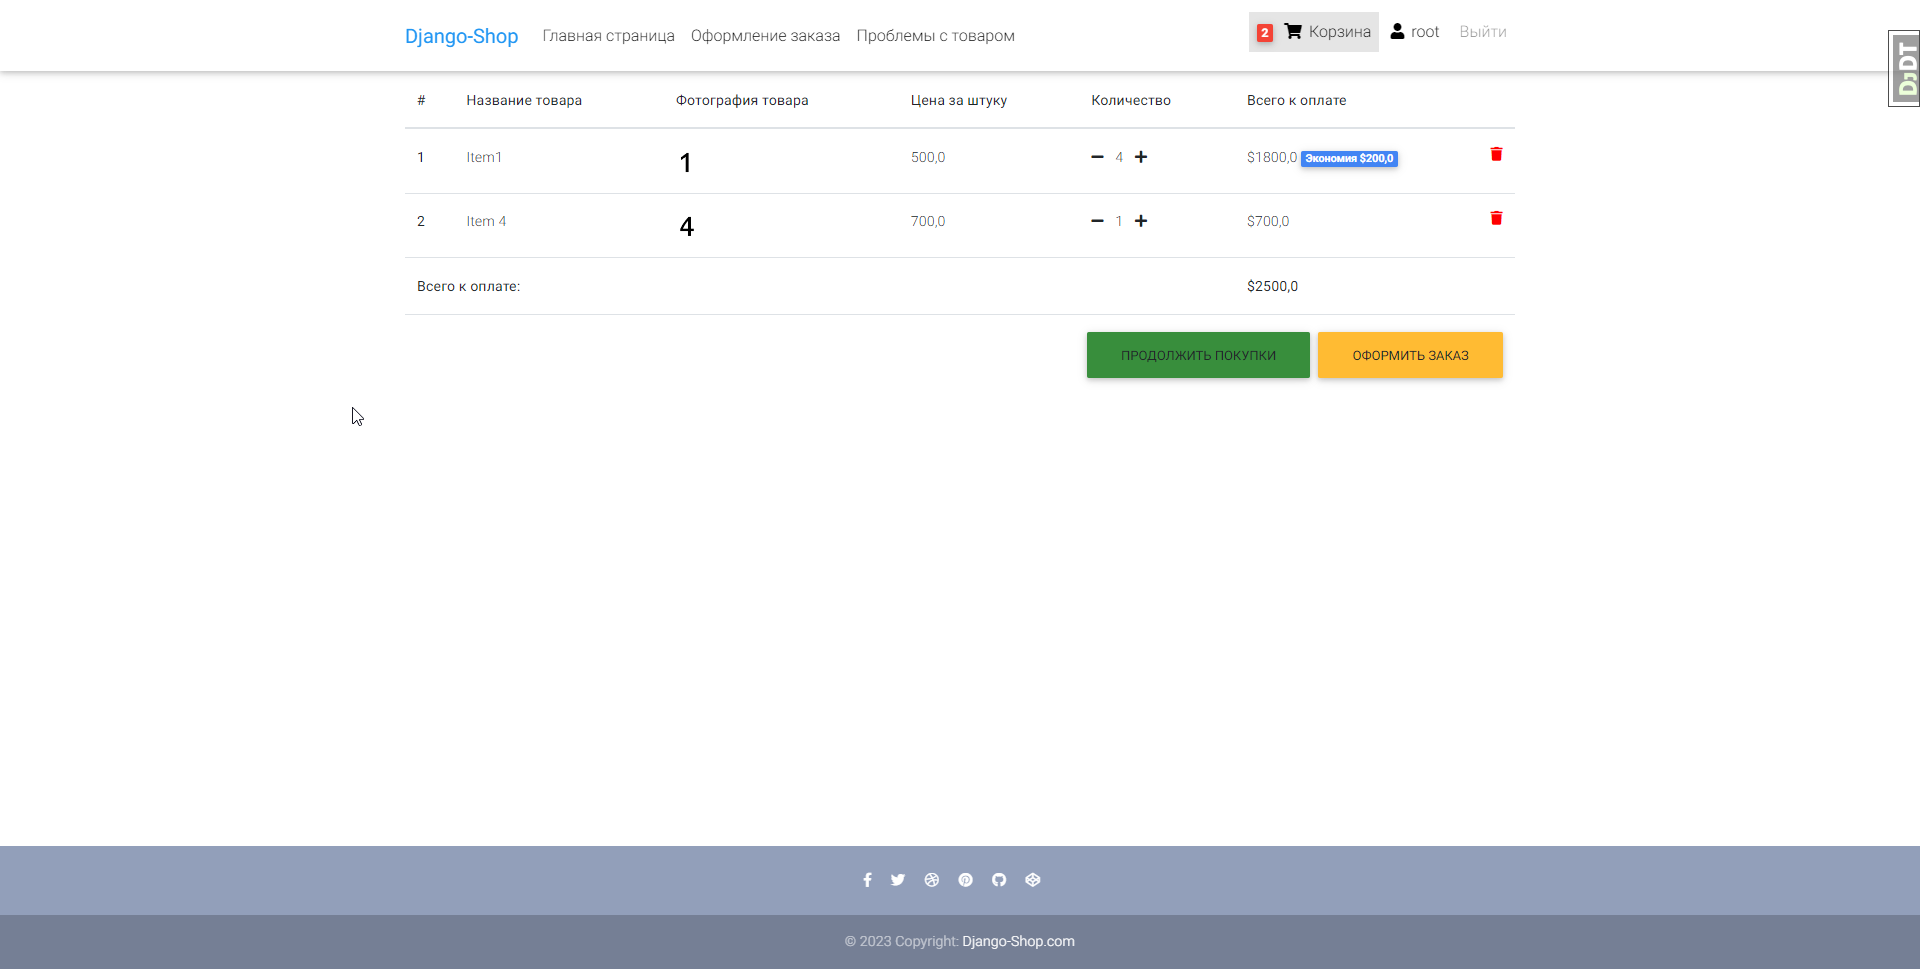 Django-Shop Главная страница Оформление заказа Проблемы с товаром 2 Корзина root Выйти
DJDT
# Название товара Фотография товара Цена за штуку Количество Всего к оплате
1 Item1 1 500,0 4 $1800,0 Экономия $200,0
2 Item 4 4 700,0 1 $700,0
Всего к оплате: $2500,0
ПРОДОЛЖИТЬ ПОКУПКИ ОФОРМИТЬ ЗАКАЗ
© 2023 Copyright: Django-Shop.com